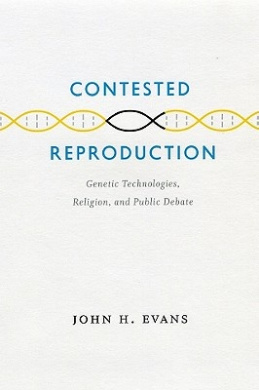 CONTESTED
REPRODUCTION
Genetic Technologies,
Religion, and Public Debate
JOHN H. EVANS